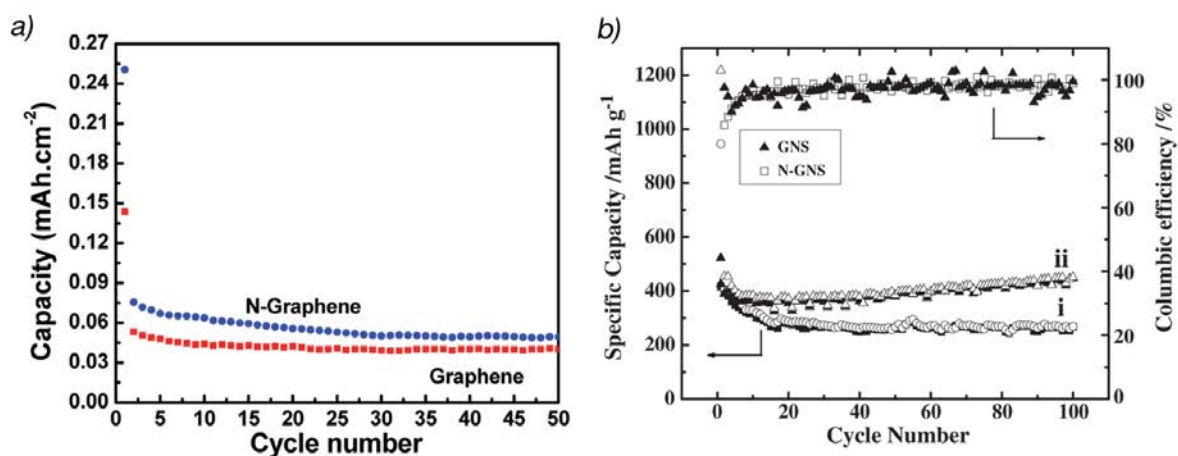 a)
Capacity (mAh.cm-2)
0.27
0.24
0.21
0.18
0.15
0.12
0.09
0.06
0.03
0.00
N-Graphene
Graphene
0 5 10 15 20 25 30 35 40 45 50
Cycle number
b)
Specific Capacity /mAh g-1
1200
1000
800
600
400
200
0
GNS
N-GNS
ii
i
100
80
60
40
20
0
Columbic efficiency /%
0 20 40 60 80 100
Cycle Number